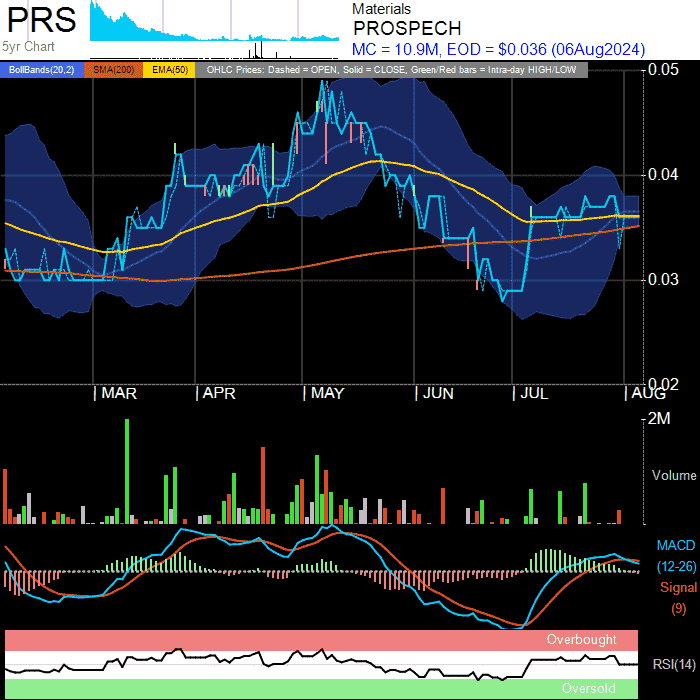 PRS
5yr Chart
Materials
PROSPECH
MC = 10.9M, EOD = $0.036 (06Aug2024)
BollBands(20,2) SMA(200) EMA(50) OHLC Prices: Dashed = OPEN, Solid = CLOSE, Green/Red bars = Intra-day HIGH/LOW
0.05
0.04
0.03
0.02
| MAR | APR | MAY | JUN | JUL | AUG
2M
Volume
MACD
(12-26)
Signal
(9)
Overbought
RSI(14)
Oversold